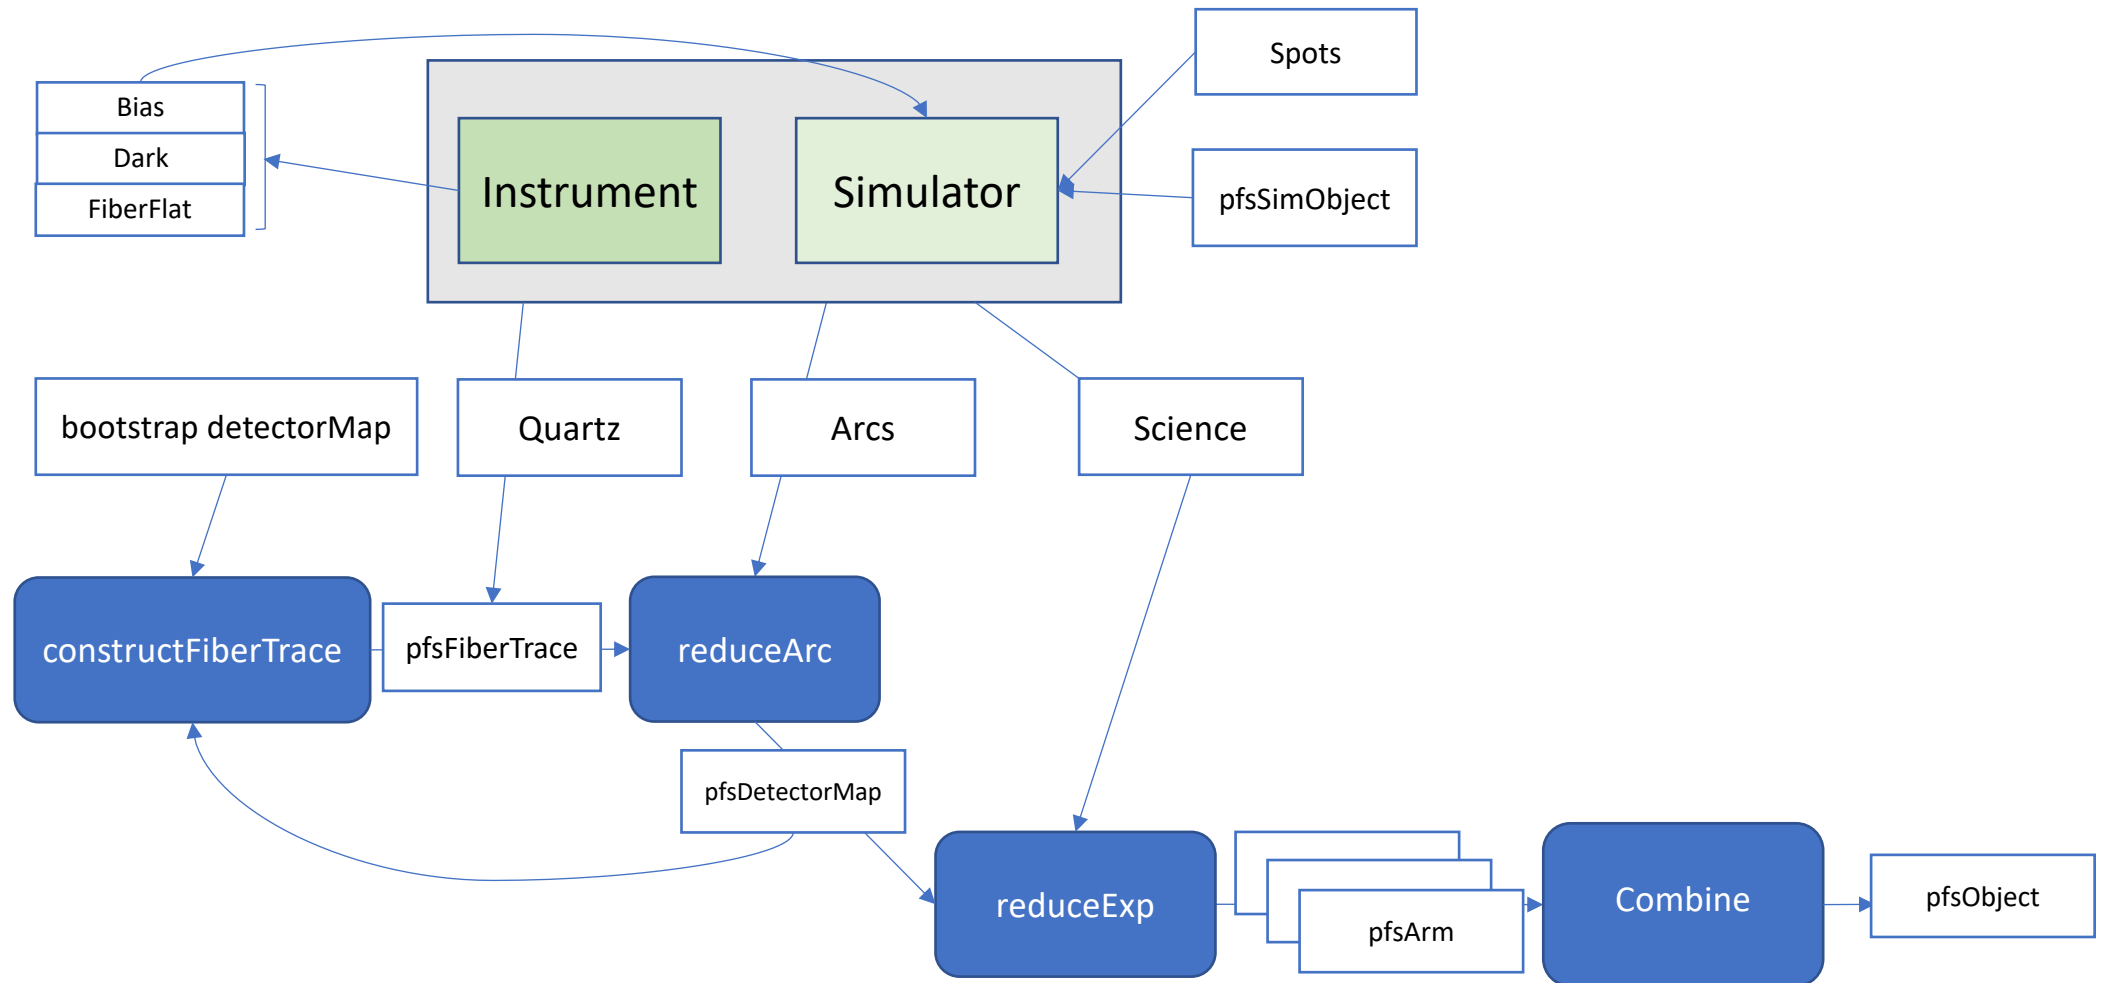 Spots
Bias
Dark
FiberFlat
Instrument
Simulator
pfsSimObject
bootstrap detectorMap
Quartz
Arcs
Science
constructFiberTrace
pfsFiberTrace
reduceArc
pfsDetectorMap
reduceExp
pfsArm
Combine
pfsObject